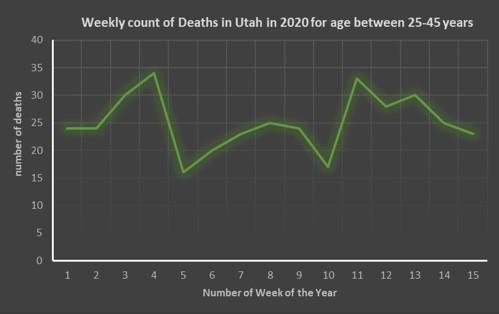 Weekly count of Deaths in Utah in 2020 for age between 25-45 years
40
35
30
25
20
15
10
5
0
number of deaths
1 2 3 4 5 6 7 8 9 10 11 12 13 14 15
Number of Week of the Year